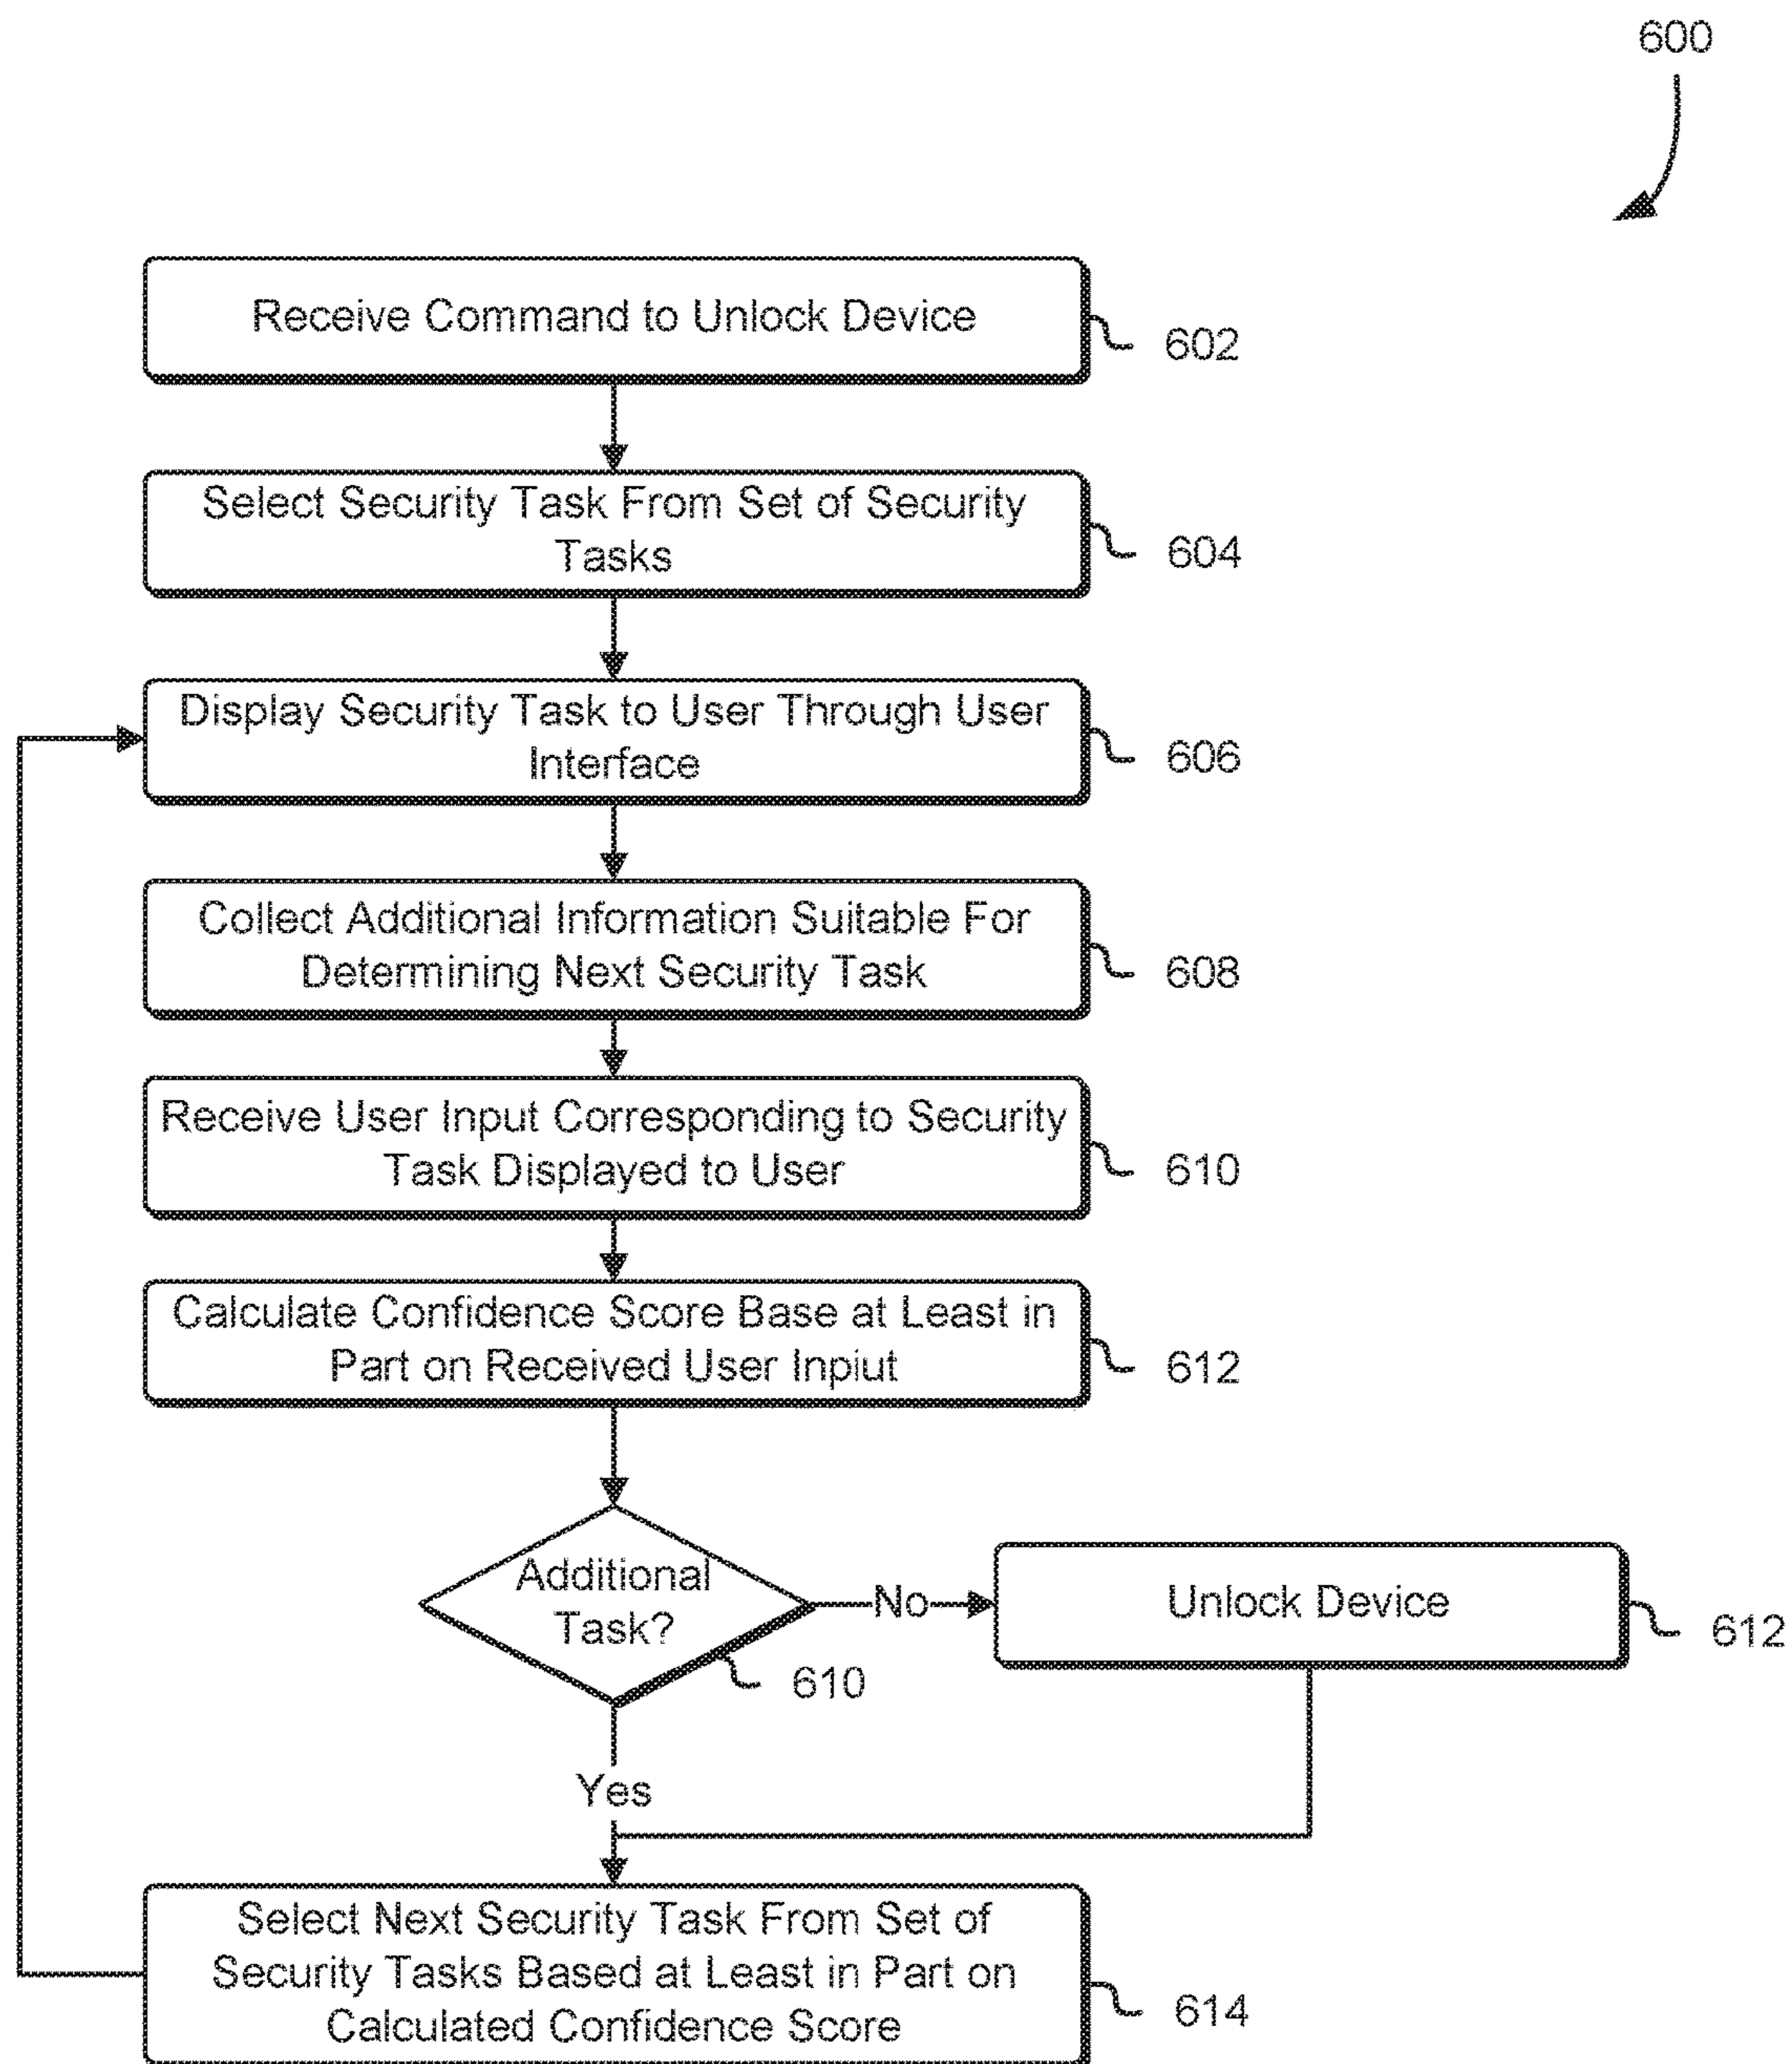 600
Receive Command to Unlock Device
602
Select Security Task From Set of Security
Tasks
604
Display Security Task to User Through User
Interface
606
Collect Additional Information Suitable For
Determining Next Security Task
608
Receive User Input Corresponding to Security
Task Displayed to User
610
Calculate Confidence Score Base at Least in
Part on Received User Inpiut
612
Additional
Task?
610
No
Unlock Device
612
Yes
Select Next Security Task From Set of
Security Tasks Based at Least in Part on
Calculated Confidence Score
614